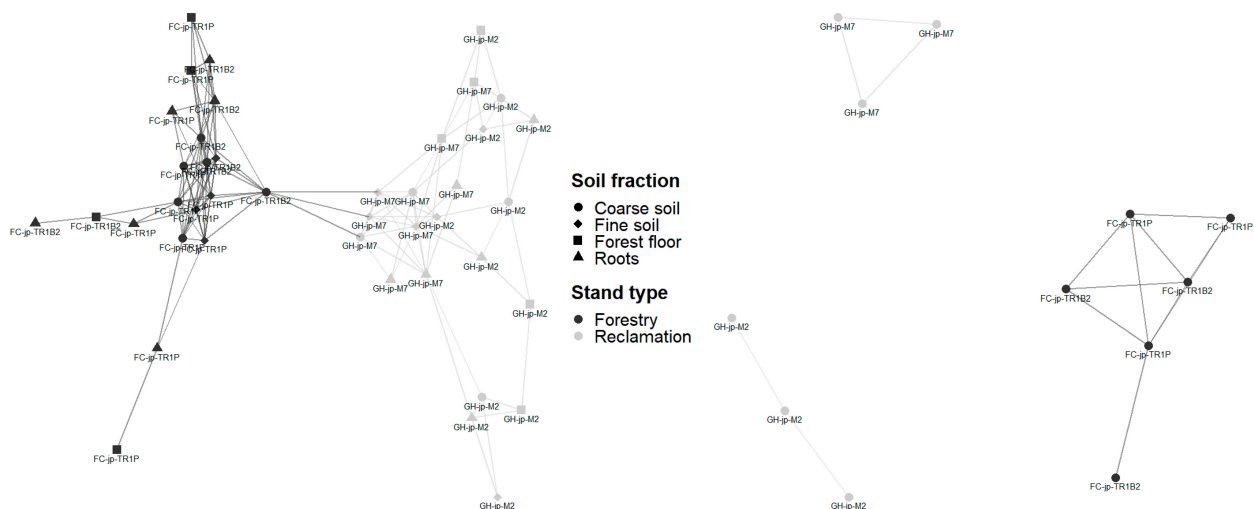 FC-jp-TR1P
FC-jp-TR1B2
FC-jp-TR1P
FC-jp-TR1B2
FC-jp-TR1P
FC-jp-TR1B2
FC-jp-TR1B2
FC-jp-TR1P
FC-jp-TR1P
FC-jp-TR1P
FC-jp-TR1B2
FC-jp-TR1B2
FC-jp-TR1B2
FC-jp-TR1P
FC-jp-TR1P
FC-jp-TR1P
FC-jp-TR1P
FC-jp-TR1P
GH-jp-M2
GH-jp-M7
GH-jp-M2
GH-jp-M2
GH-jp-M2
GH-jp-M7
GH-jp-M7
GH-jp-M7
GH-jp-M7
GH-jp-M2
GH-jp-M7
GH-jp-M2
GH-jp-M7
GH-jp-M7
GH-jp-M2
GH-jp-M7
GH-jp-M7
GH-jp-M2
GH-jp-M2
GH-jp-M2
GH-jp-M2
GH-jp-M2
Soil fraction
Coarse soil
Fine soil
Forest floor
Roots
Stand type
Forestry
Reclamation
GH-jp-M7
GH-jp-M7
GH-jp-M7
GH-jp-M2
GH-jp-M2
GH-jp-M2
FC-jp-TR1P
FC-jp-TR1P
FC-jp-TR1B2
FC-jp-TR1B2
FC-jp-TR1P
FC-jp-TR1B2